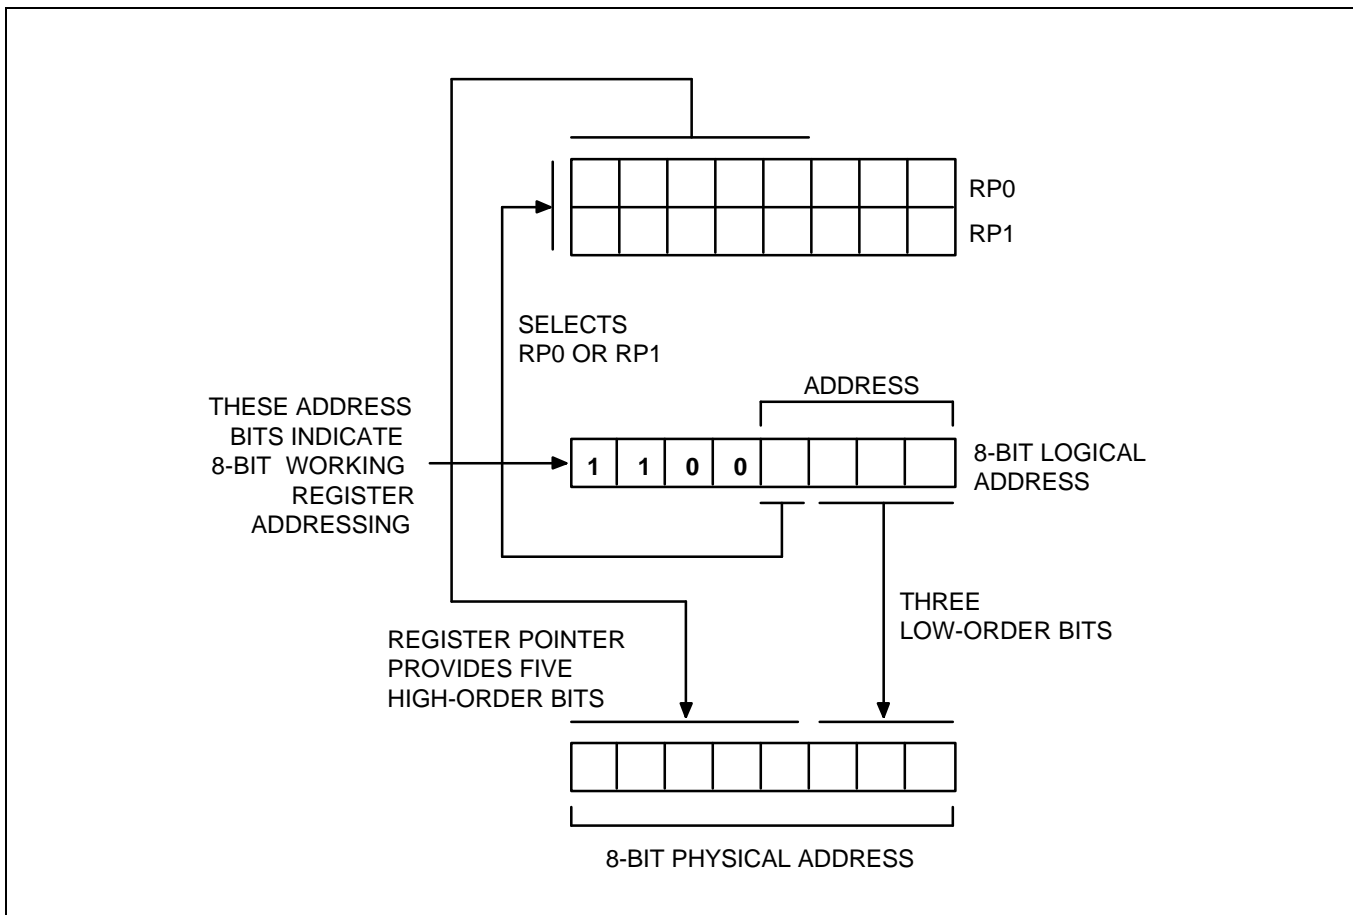 RP0
RP1
SELECTS
RP0 OR RP1
ADDRESS
THESE ADDRESS
BITS INDICATE
8-BIT WORKING
REGISTER
ADDRESSING
1 1 0 0
8-BIT LOGICAL
ADDRESS
THREE
LOW-ORDER BITS
REGISTER POINTER
PROVIDES FIVE
HIGH-ORDER BITS
8-BIT PHYSICAL ADDRESS